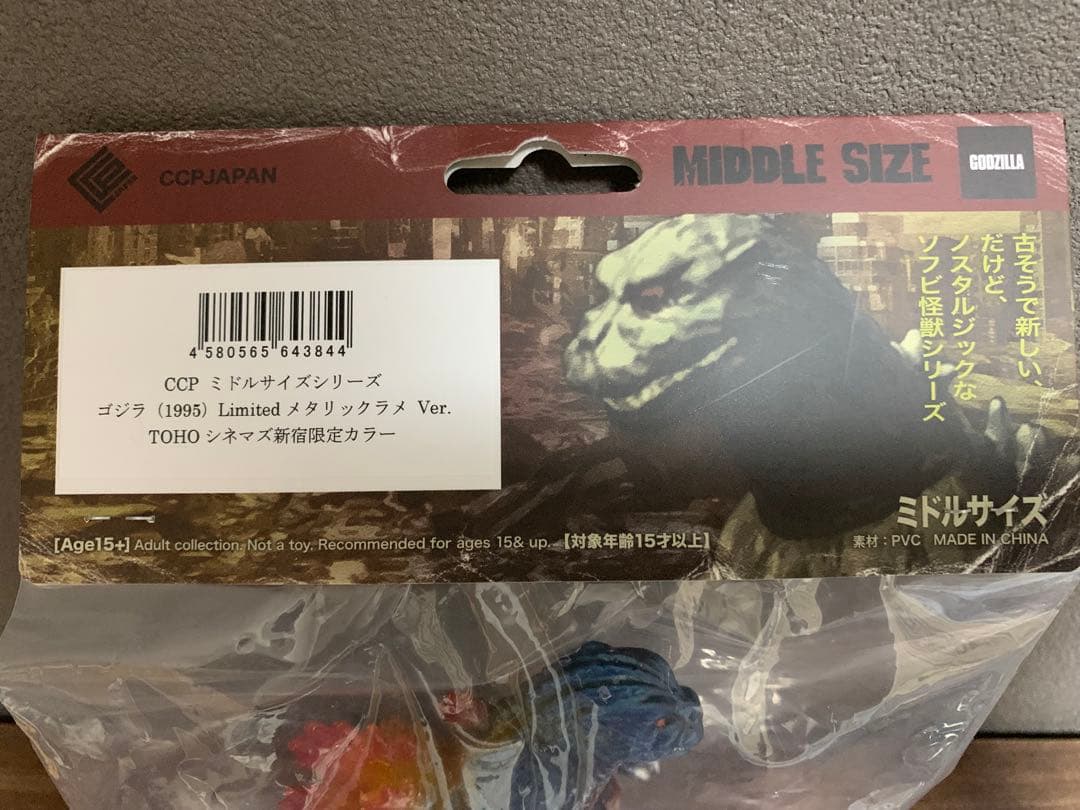 CCPJAPAN
MIDDLE SIZE
GODZILLA
古そうで新しい、
だけど、
ノスタルジックな
ソフビ怪獣シリーズ
4 580565 643844
CCP ミドルサイズシリーズ
ゴジラ（1995）Limited メタリックラメ Ver.
TOHO シネマズ新宿限定カラー
ミドルサイズ
[Age15+] Adult collection. Not a toy. Recommended for ages 15& up.【対象年齢15才以上】
素材：PVC MADE IN CHINA